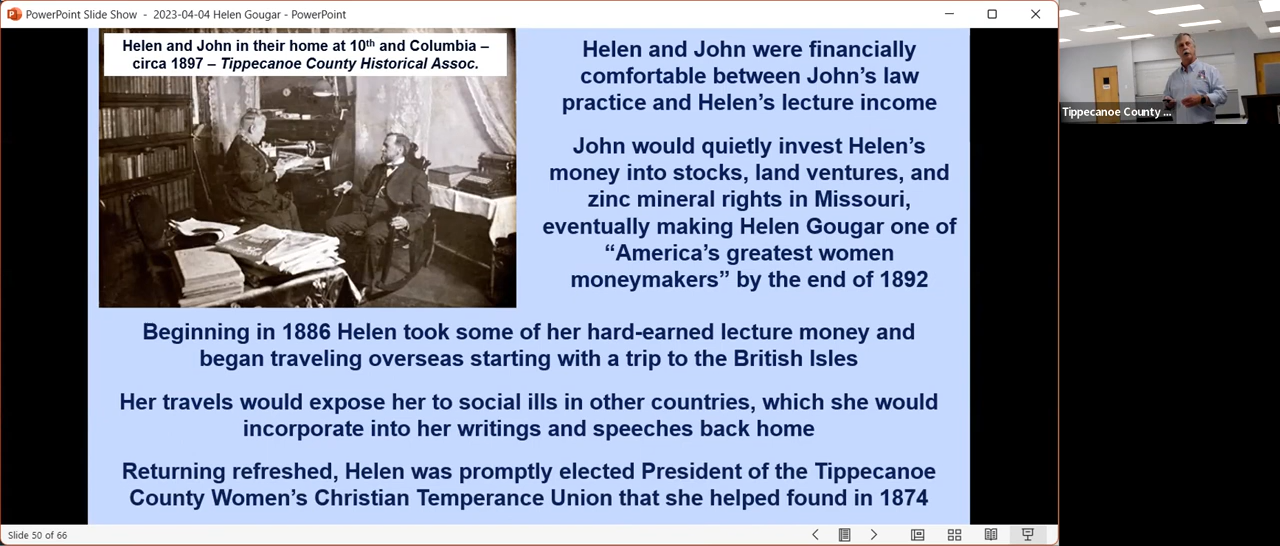 PowerPoint Slide Show - 2023-04-04 Helen Gougar - PowerPoint
Helen and John in their home at 10th and Columbia –
circa 1897 – Tippecanoe County Historical Assoc.
Helen and John were financially
comfortable between John’s law
practice and Helen’s lecture income
John would quietly invest Helen’s
money into stocks, land ventures, and
zinc mineral rights in Missouri,
eventually making Helen Gougar one of
“America’s greatest women
moneymakers” by the end of 1892
Beginning in 1886 Helen took some of her hard-earned lecture money and
began traveling overseas starting with a trip to the British Isles
Her travels would expose her to social ills in other countries, which she would
incorporate into her writings and speeches back home
Returning refreshed, Helen was promptly elected President of the Tippecanoe
County Women’s Christian Temperance Union that she helped found in 1874
Slide 50 of 66
Tippecanoe County ...